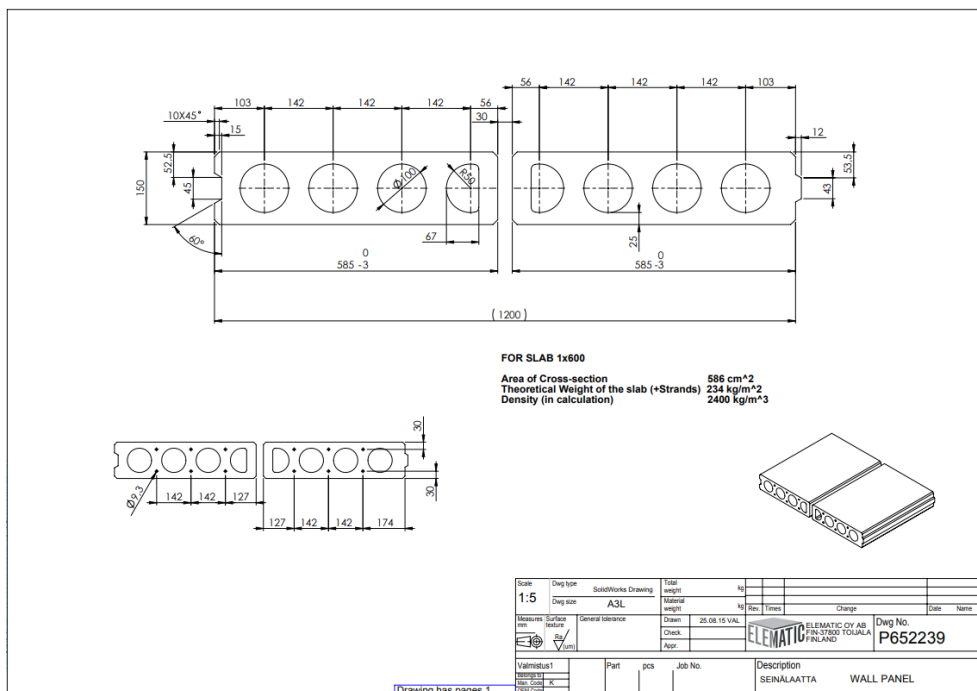 56 142 142 142 103
103 142 142 142 56
30
10X45°
15
12
52,5
53,5
150
45
43
Ø100
R50
60°
67
25
0
585 -3
0
585 -3
( 1200 )
FOR SLAB 1x600
Area of Cross-section 586 cm^2
Theoretical Weight of the slab (+Strands) 234 kg/m^2
Density (in calculation) 2400 kg/m^3
30
Ø9,3
142 142 127
30
127 142 142 174
Scale
1:5
Dwg type SolidWorks Drawing
Dwg size A3L
Total weight kg
Material weight kg
Rev. Times Change Date Name
Measures mm
Surface texture
Ra (um)
General tolerance
Drawn 25.08.15 VAL
Check.
Appr.
ELEMATIC
ELEMATIC OY AB
FIN-37800 TOIJALA
FINLAND
Dwg No.
P652239
Valmistus1
Belongs to
Man. Code K
Part pcs Job No.
Description
SEINÄLAATTA WALL PANEL
Drawing has pages 1